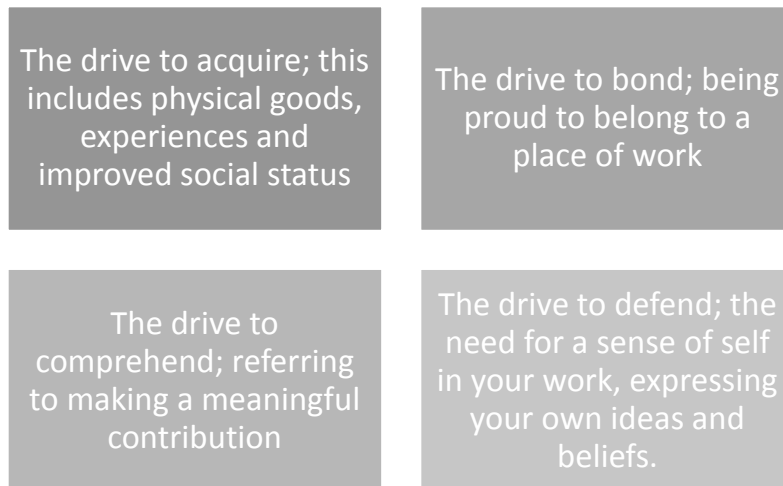 The drive to acquire; this
includes physical goods,
experiences and
improved social status
The drive to bond; being
proud to belong to a
place of work
The drive to
comprehend; referring
to making a meaningful
contribution
The drive to defend; the
need for a sense of self
in your work, expressing
your own ideas and
beliefs.